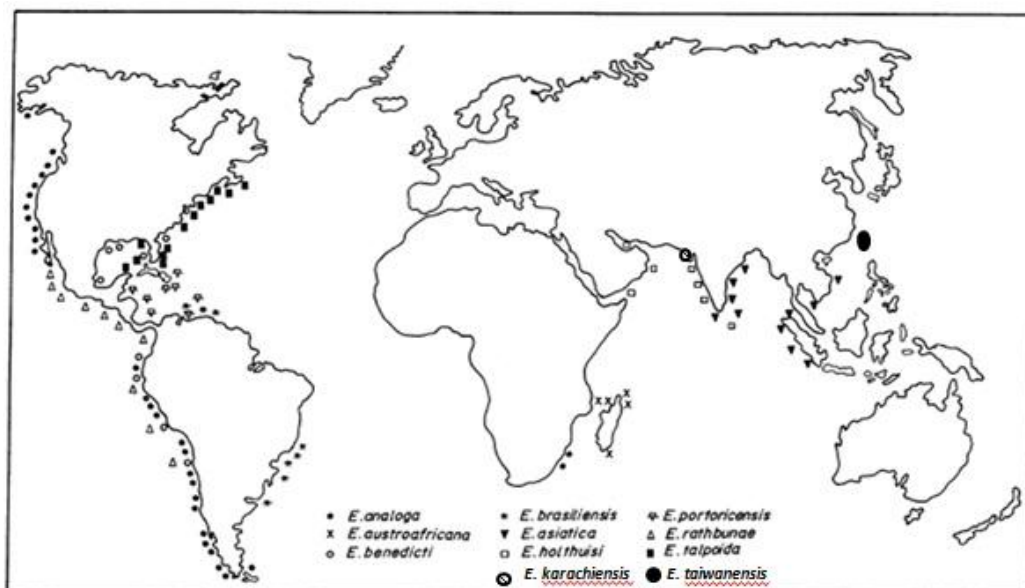 E. analoga E. brasiliensis E. portoricensis
E. austroafricana E. asiatica E. rathbunae
E. benedicti E. holthuisi E. talpoida
E. karachiensis E. taiwanensis